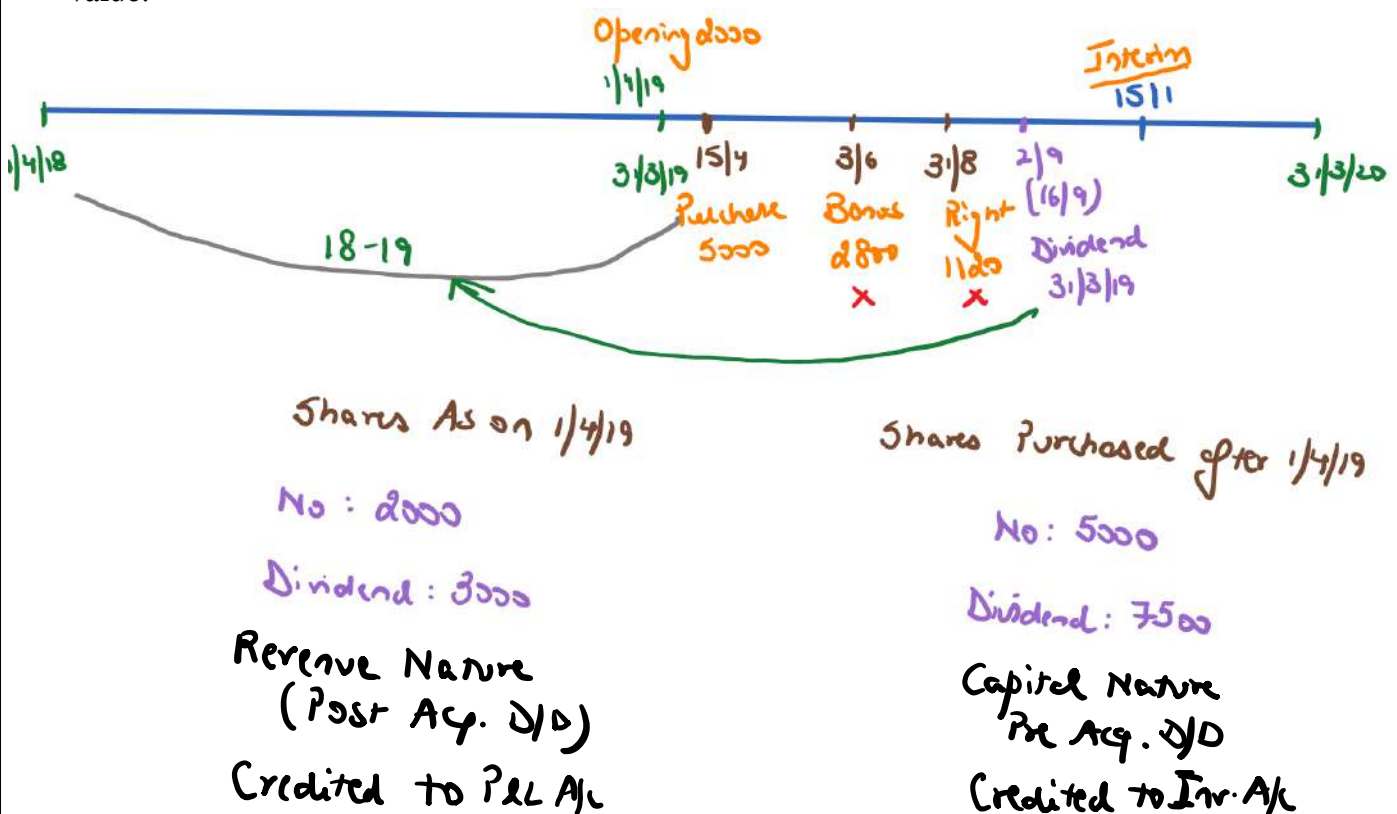 value.
Opening 2000
1/4/19
Interim
15/1
1/4/18
31/3/19
15/4
3/6
31/8
2/9
31/3/20
(16/9)
Purchase
Bonus
Right
Dividend
5000
2800
1120
31/3/19
18-19
x
x
Shares As on 1/4/19
Shares Purchased after 1/4/19
No : 2000
No : 5000
Dividend : 3000
Dividend : 7500
Revenue Nature
(Post Acq. D/D)
Capital Nature
Pre Acq. D/D
Credited to P&L A/c
Credited to Inv. A/c